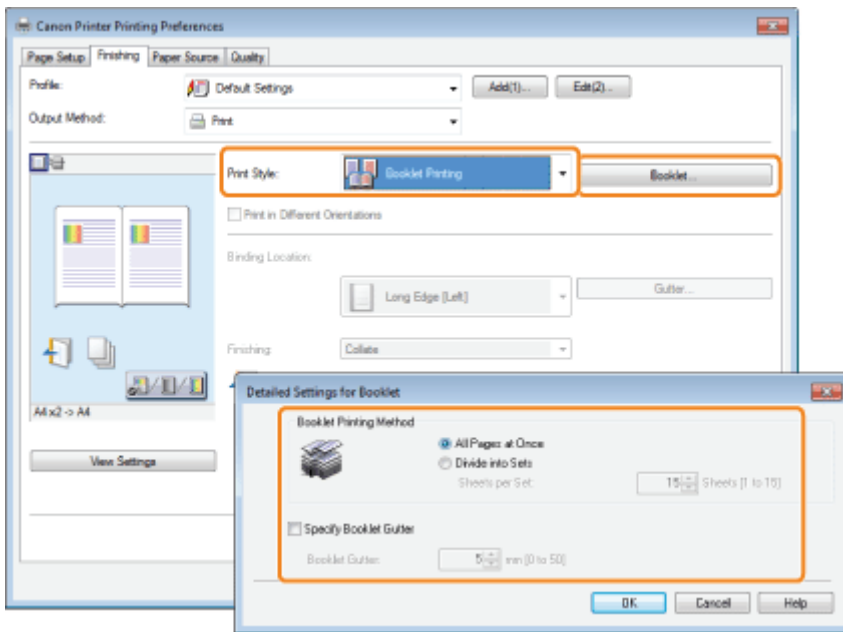 Canon Printer Printing Preferences
Page Setup Finishing Paper Source Quality
Profile: Default Settings Add(1)... Edit(2)...
Output Method: Print
Print Style: Booklet Printing Booklet...
Print in Different Orientations
Binding Location:
Long Edge [Left] Gutter...
Finishing: Collate
A4 x2 -> A4
View Settings
Detailed Settings for Booklet
Booklet Printing Method
All Pages at Once
Divide into Sets
Sheets per Set: 15 Sheets [1 to 15]
Specify Booklet Gutter
Booklet Gutter: 5 mm [0 to 50]
OK Cancel Help